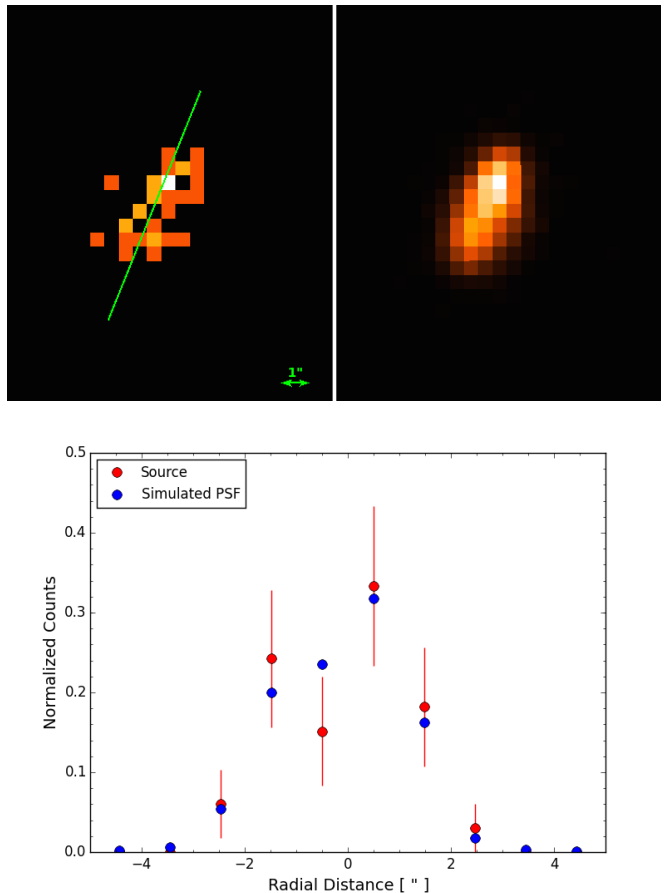 1"
0.5
0.4
0.3
0.2
0.1
0.0
Normalized Counts
Source
Simulated PSF
−4 −2 0 2 4
Radial Distance [ " ]